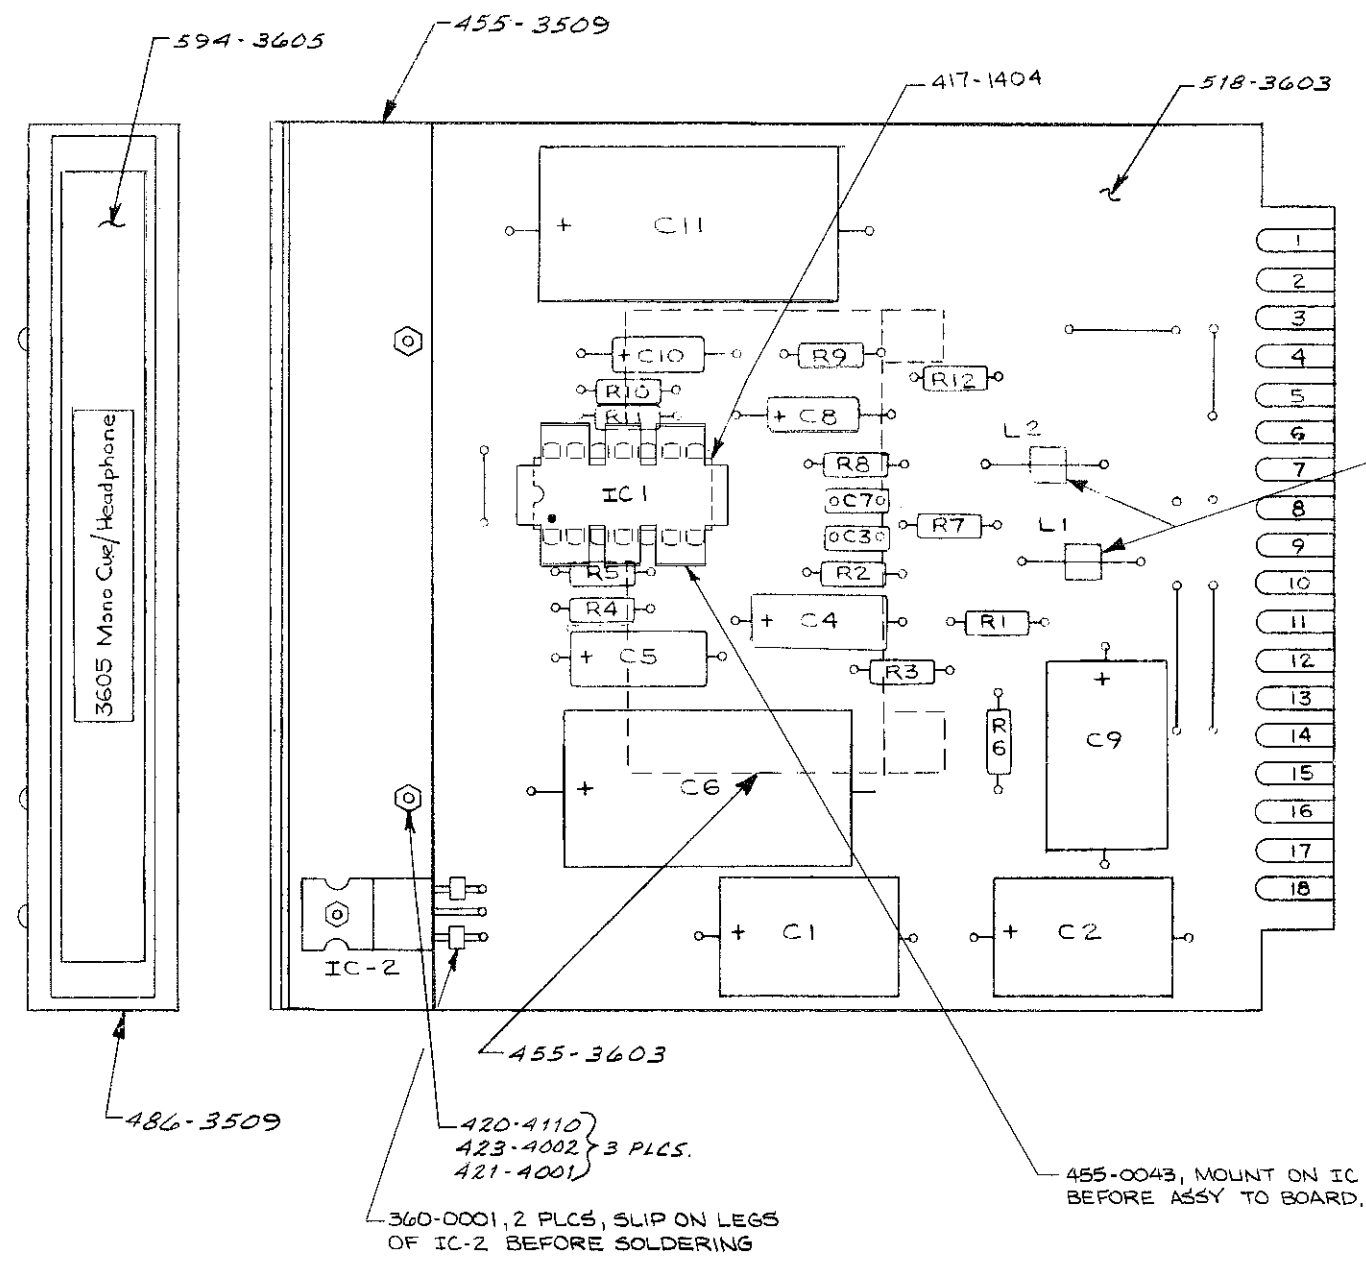 594-3605
455-3509
417-1404
518-3603
+ C11
1
2
3
4
5
6
7
8
9
10
11
12
13
14
15
16
17
18
+C10
R9
R12
R10
R11
+ C8
L2
R8
IC1
C7
R7
L1
C3
R5
R2
R4
+ C4
R1
+ C5
R3
+
C9
R
6
+ C6
3605 Mono Cue/Headphone
IC-2
+ C1
+ C2
455-3603
486-3509
420-4110
423-4002 } 3 PLCS.
421-4001
455-0043, MOUNT ON IC
BEFORE ASSY TO BOARD.
360-0001, 2 PLCS, SLIP ON LEGS
OF IC-2 BEFORE SOLDERING